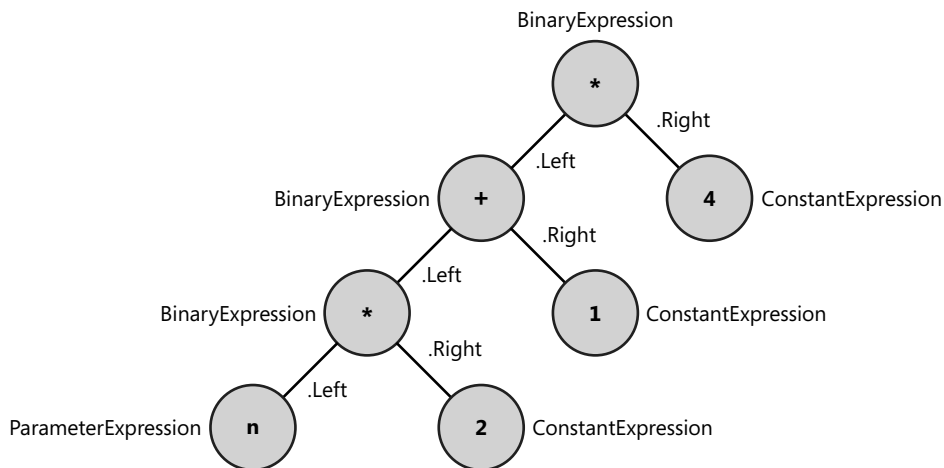 BinaryExpression
*
.Left
.Right
BinaryExpression
+
4
ConstantExpression
.Left
.Right
BinaryExpression
*
1
ConstantExpression
.Left
.Right
ParameterExpression
n
2
ConstantExpression